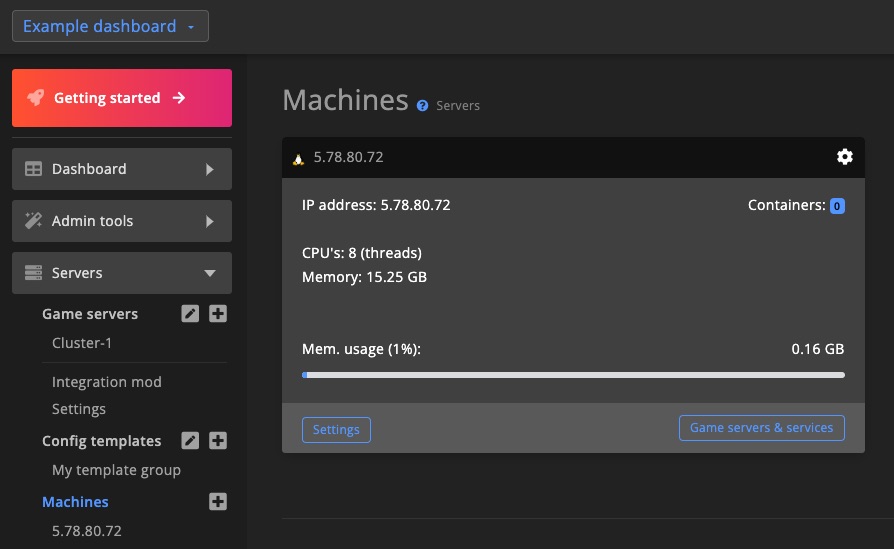 Example dashboard
Getting started
Dashboard
Admin tools
Servers
Game servers
Cluster-1
Integration mod
Settings
Config templates
My template group
Machines
5.78.80.72
Machines ? Servers
5.78.80.72
IP address: 5.78.80.72 Containers: 0
CPU's: 8 (threads)
Memory: 15.25 GB
Mem. usage (1%): 0.16 GB
Settings Game servers & services